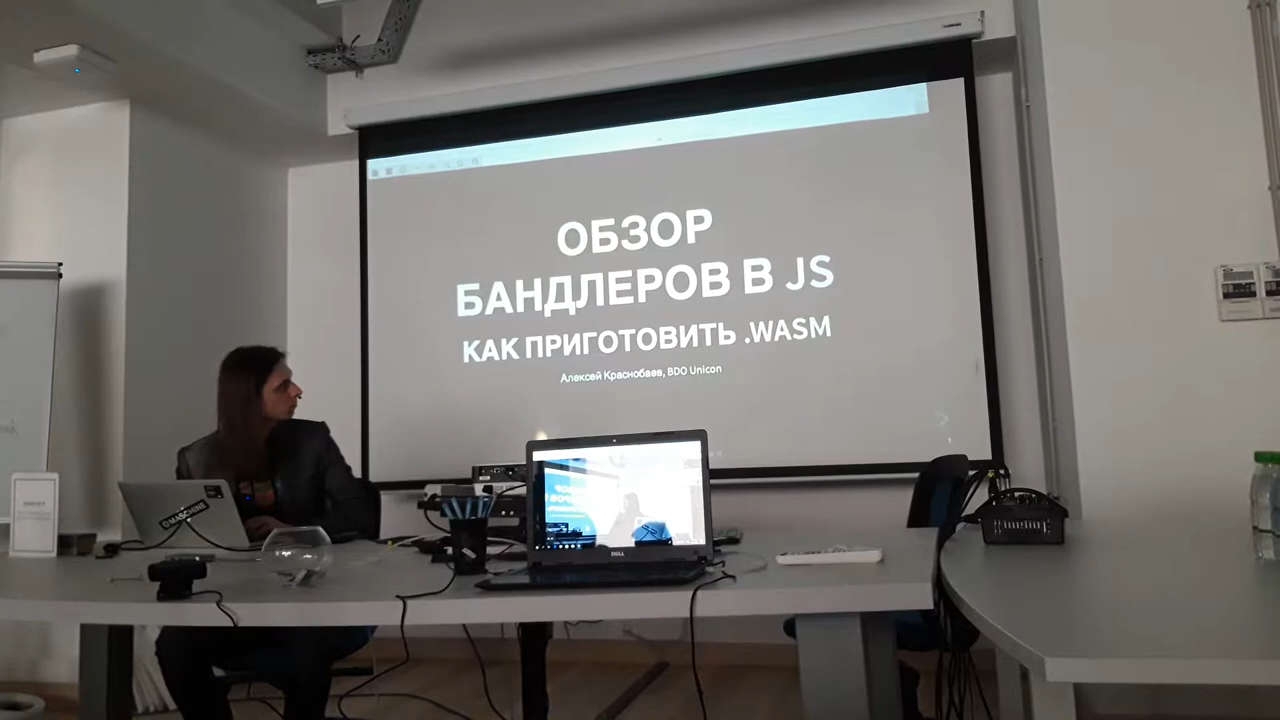 ОБЗОР
БАНДЛЕРОВ В JS
КАК ПРИГОТОВИТЬ .WASM
Алексей Краснобаев, BDO Unicon
MASCHINE
DELL